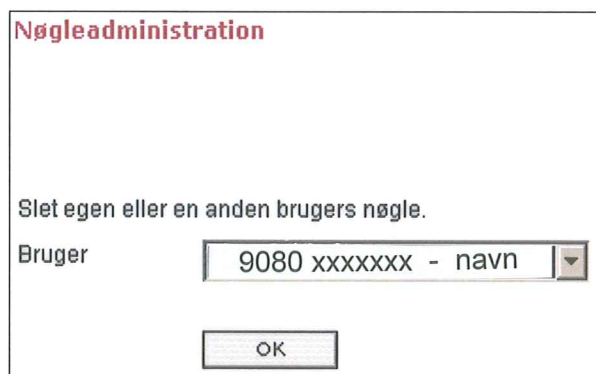 Nøgleadministration
Slet egen eller en anden brugers nøgle.
Bruger
9080 xxxxxxx - navn
OK